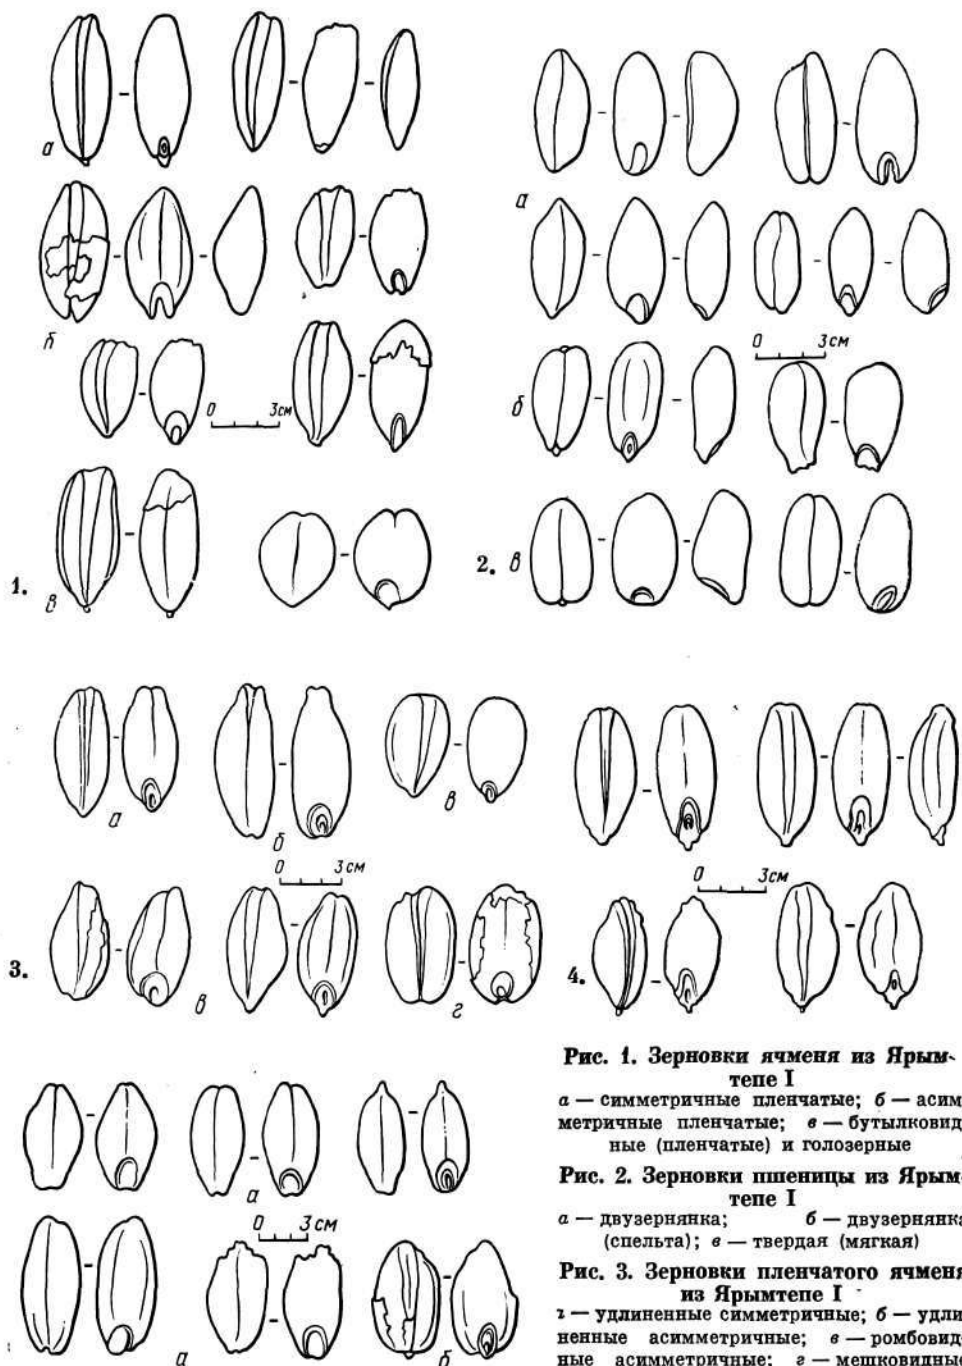 а
б
0 3см
1.
в
а
0 3см
б
2.
в
а
б
в
0 3см
3.
в
г
0 3см
4.
а
0 3см
а
б
Рис. 1. Зерновки ячменя из Ярым-
тепе I
а — симметричные пленчатые; б — асим
метричные пленчатые; в — бутылковид
ные (пленчатые) и голозерные
Рис. 2. Зерновки пшеницы из Ярым
тепе I
а — двузернянка; б — двузернянка
(спельта); в — твердая (мягкая)
Рис. 3. Зерновки пленчатого ячменя
из Ярымтепе I
— удлиненные симметричные; б — удли
ненные асимметричные; в — ромбовид
ные асимметричные; г — мешковидные